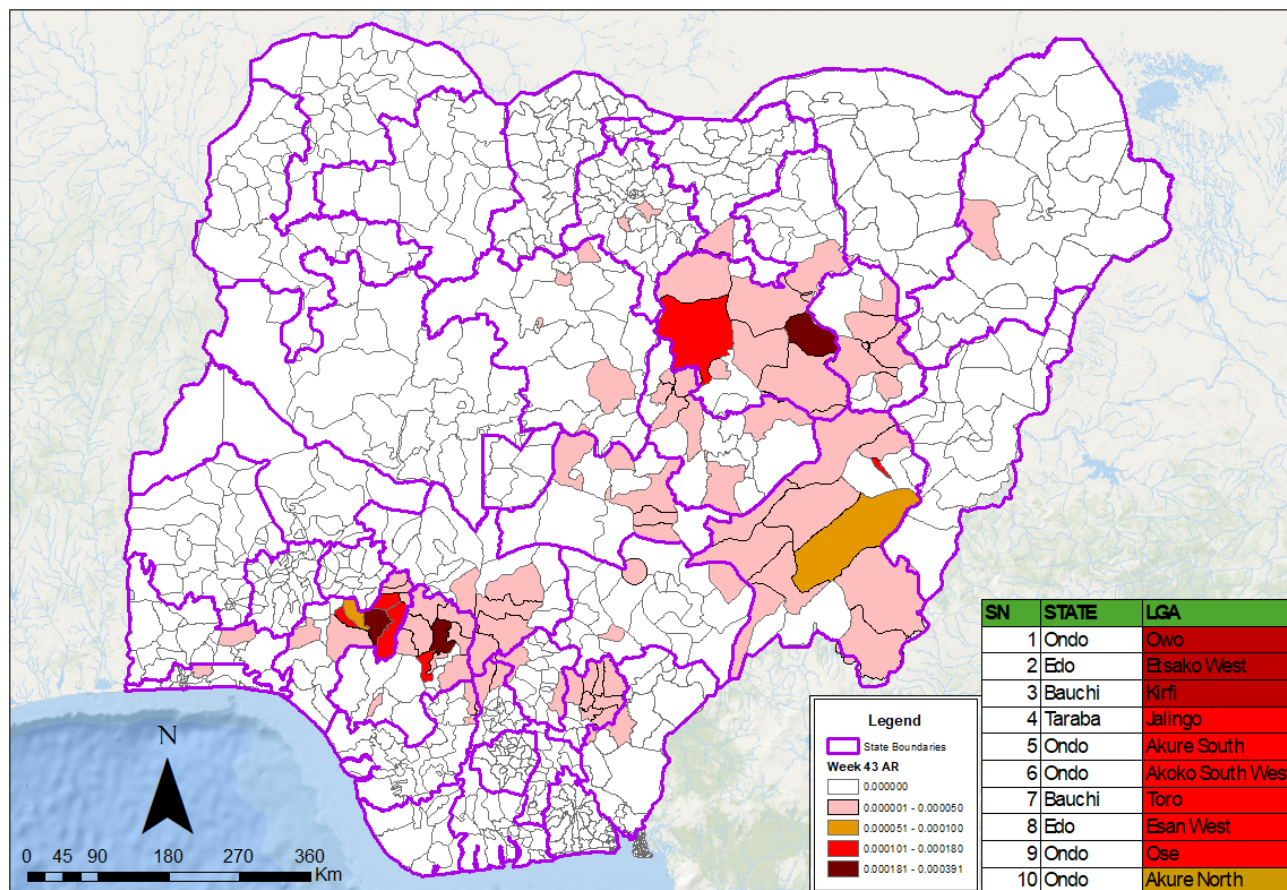 N
0 45 90 180 270 360
Km
Legend
State Boundaries
Week 43 AR
0.000000
0.000001 - 0.000050
0.000051 - 0.000100
0.000101 - 0.000180
0.000181 - 0.000391
SN STATE LGA
1 Ondo Owo
2 Edo Etsako West
3 Bauchi Kirfi
4 Taraba Jalingo
5 Ondo Akure South
6 Ondo Akoko South Wes
7 Bauchi Toro
8 Edo Esan West
9 Ondo Ose
10 Ondo Akure North